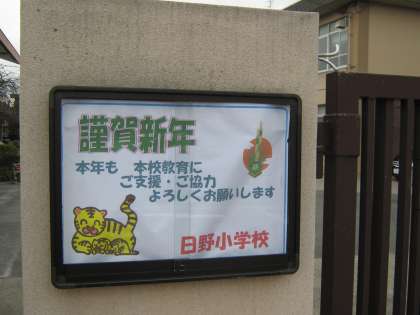 謹賀新年
本年も 本校教育に
ご支援・ご協力
よろしくお願いします
日野小学校